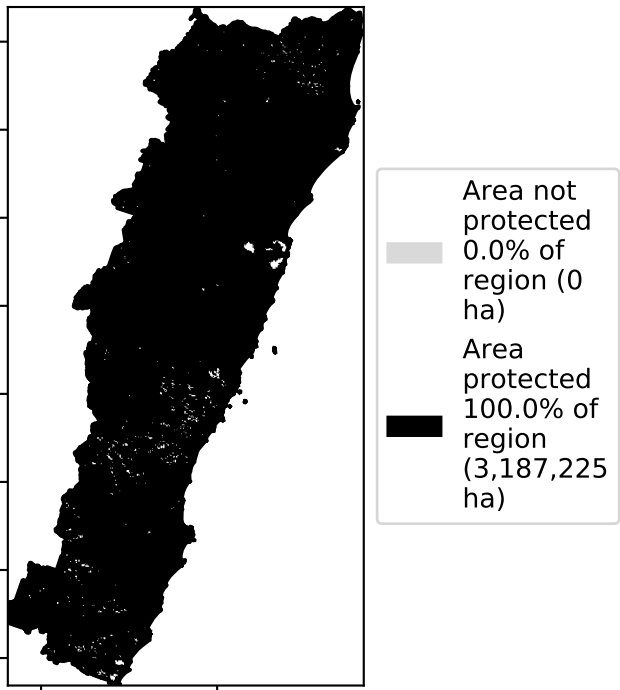 Area not
protected
0.0% of
region (0
ha)
Area
protected
100.0% of
region
(3,187,225
ha)